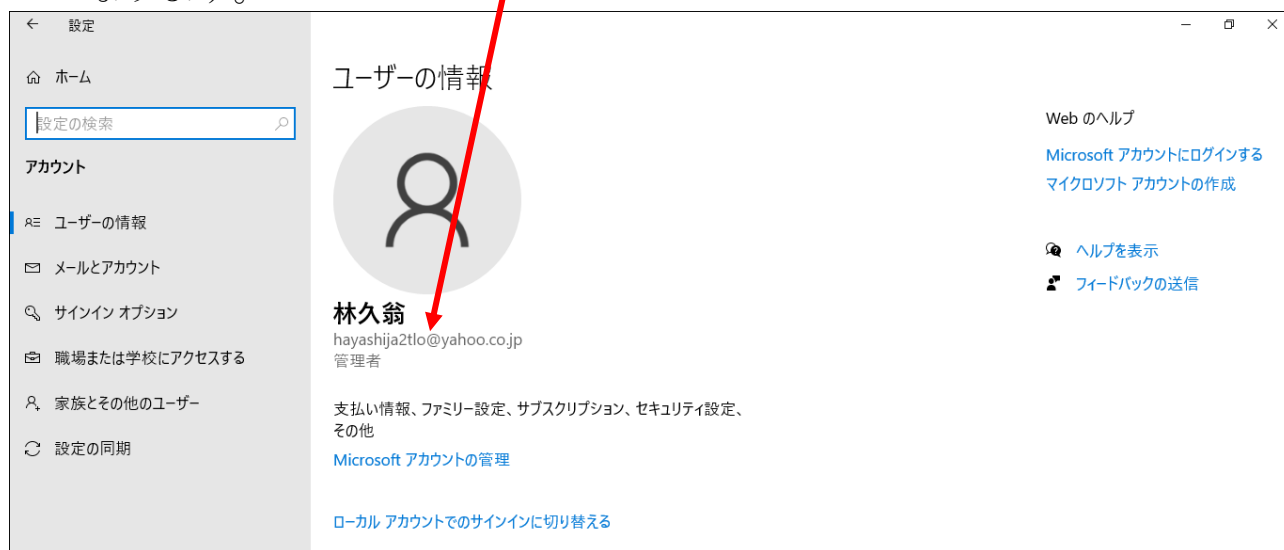 設定
ホーム
設定の検索
アカウント
ユーザーの情報
メールとアカウント
サインイン オプション
職場または学校にアクセスする
家族とその他のユーザー
設定の同期
ユーザーの情報
林久翁
hayashija2tlo@yahoo.co.jp
管理者
支払い情報、ファミリー設定、サブスクリプション、セキュリティ設定、
その他
Microsoft アカウントの管理
ローカル アカウントでのサインインに切り替える
Web のヘルプ
Microsoft アカウントにログインする
マイクロソフト アカウントの作成
ヘルプを表示
フィードバックの送信